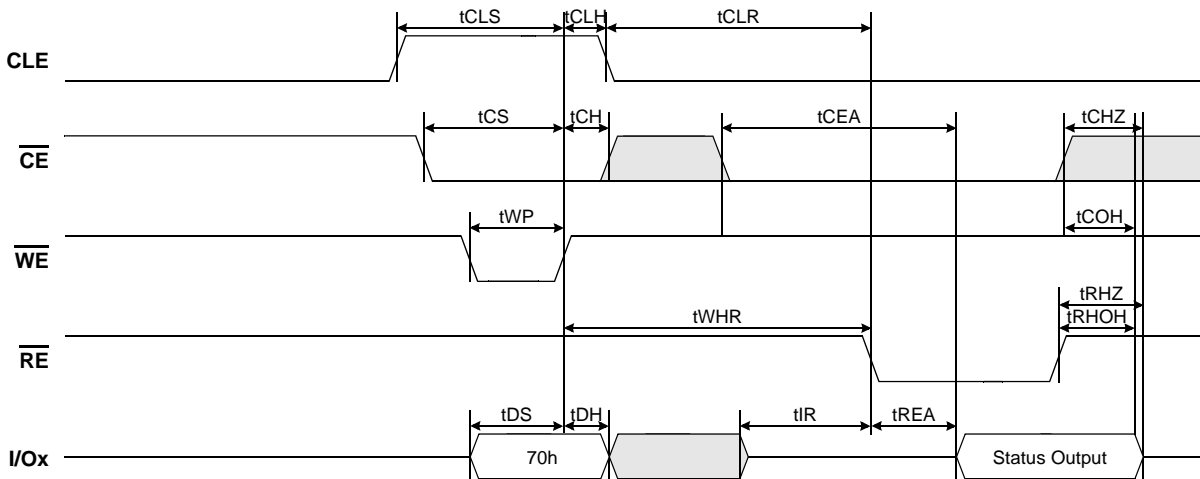 tCLS tCLH tCLR
CLE
tCS tCH tCEA tCHZ
CE
tWP tCOH
WE
tRHZ
tWHR tRHOH
RE
tDS tDH tIR tREA
I/Ox 70h Status Output